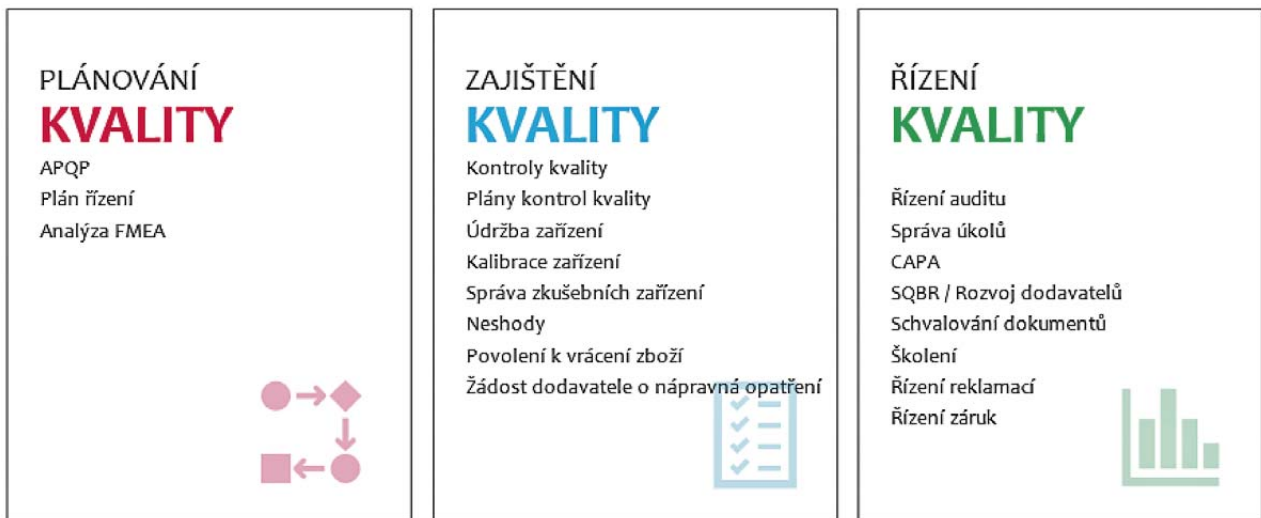 PLÁNOVÁNÍ
KVALITY
APQP
Plán řízení
Analýza FMEA
ZAJIŠTĚNÍ
KVALITY
Kontroly kvality
Plány kontrol kvality
Údržba zařízení
Kalibrace zařízení
Správa zkušebních zařízení
Neshody
Povolení k vrácení zboží
Žádost dodavatele o nápravná opatření
ŘÍZENÍ
KVALITY
Řízení auditu
Správa úkolů
CAPA
SQBR / Rozvoj dodavatelů
Schvalování dokumentů
Školení
Řízení reklamací
Řízení záruk